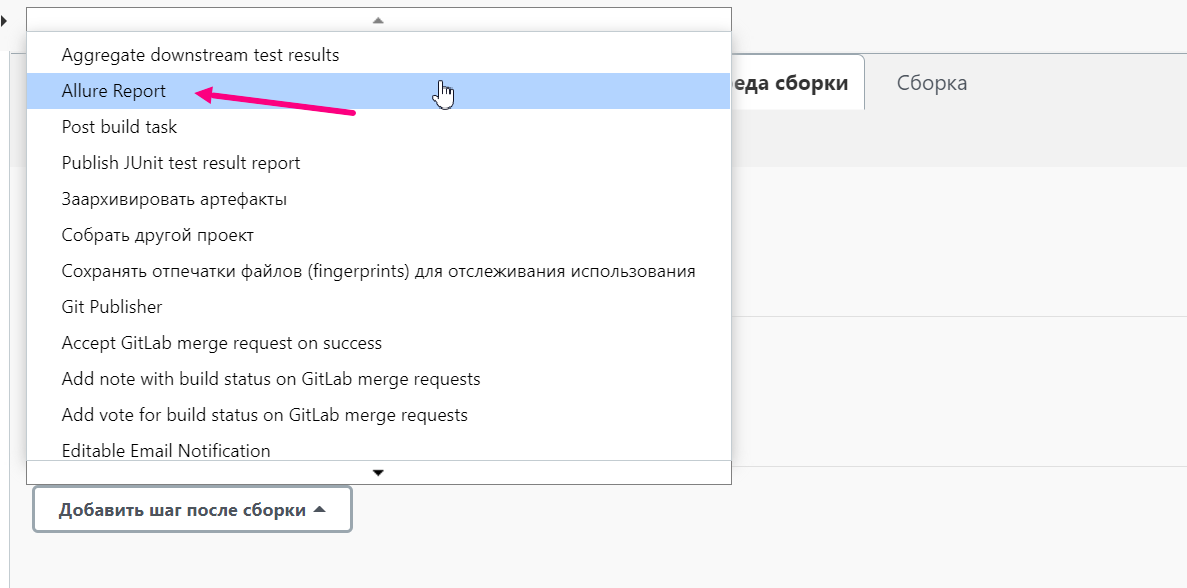 Aggregate downstream test results
Allure Report
Post build task
Publish JUnit test result report
Заархивировать артефакты
Собрать другой проект
Сохранять отпечатки файлов (fingerprints) для отслеживания использования
Git Publisher
Accept GitLab merge request on success
Add note with build status on GitLab merge requests
Add vote for build status on GitLab merge requests
Editable Email Notification
сборки
Сборка
Добавить шаг после сборки